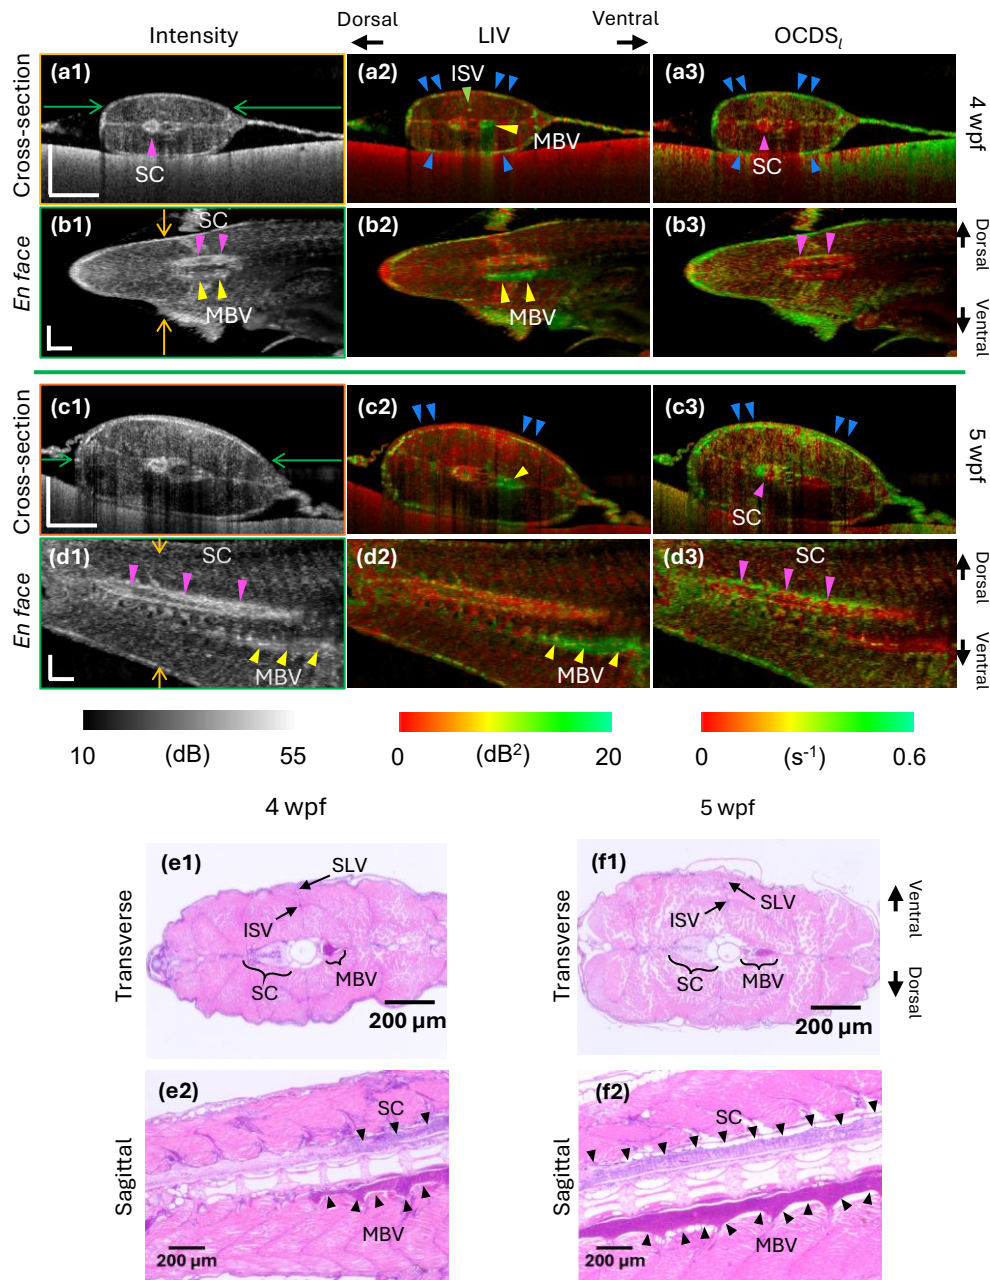 Dorsal
Ventral
Intensity
LIV
OCDSl
Cross-section
(a1)
SC
(a2)
ISV
MBV
(a3)
SC
4 wpf
En face
(b1)
SC
MBV
(b2)
MBV
(b3)
Dorsal
Ventral
Cross-section
(c1)
(c2)
(c3)
SC
5 wpf
En face
(d1)
SC
MBV
(d2)
MBV
(d3)
SC
Dorsal
Ventral
10 (dB) 55
0 (dB²) 20
0 (s⁻¹) 0.6
4 wpf
5 wpf
Transverse
(e1)
SLV
ISV
SC
MBV
200 µm
Transverse
(f1)
SLV
ISV
SC
MBV
200 µm
Ventral
Dorsal
Sagittal
(e2)
SC
MBV
200 µm
Sagittal
(f2)
SC
MBV
200 µm